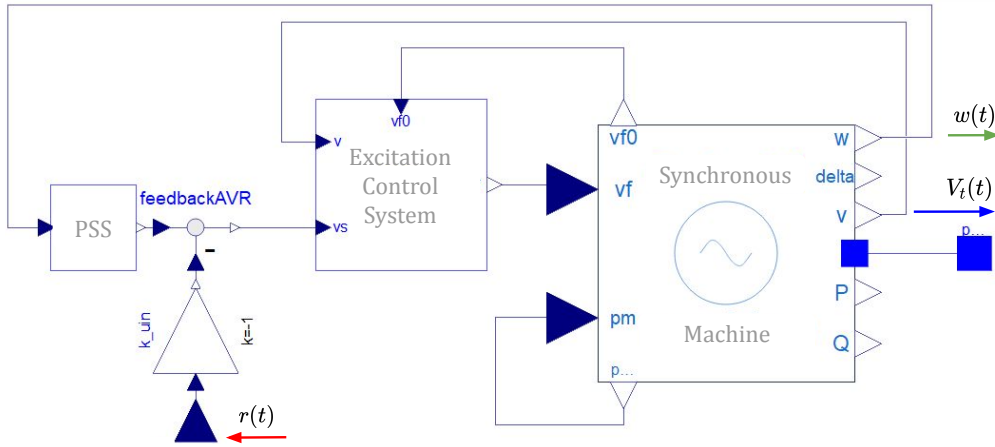 w(t)
vf0
vf0
w
v
Excitation
Control
System
Synchronous
delta
vf
V_t(t)
feedbackAVR
v
PSS
vs
p...
-
P
k_uin
k=-1
pm
Machine
Q
p...
r(t)